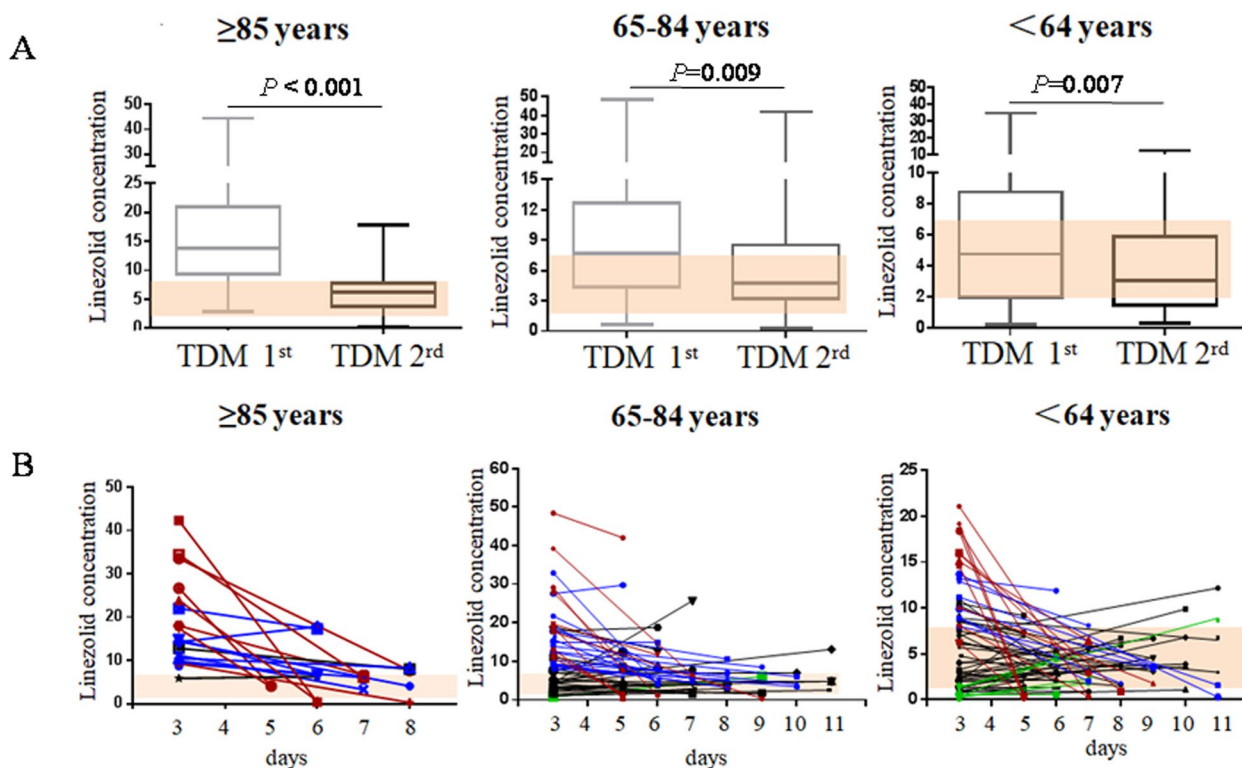 A
≥85 years
65-84 years
<64 years
P < 0.001
P=0.009
P=0.007
Linezolid concentration
50
40
30
25
20
15
10
5
0
TDM 1st
TDM 2rd
Linezolid concentration
50
40
30
20
15
12
9
6
3
0
TDM 1st
TDM 2rd
Linezolid concentration
50
40
30
20
10
10
8
6
4
2
0
TDM 1st
TDM 2rd
B
≥85 years
65-84 years
<64 years
Linezolid concentration
50
40
30
20
10
0
3 4 5 6 7 8
days
Linezolid concentration
60
50
40
30
20
10
0
3 4 5 6 7 8 9 10 11
days
Linezolid concentration
25
20
15
10
5
0
3 4 5 6 7 8 9 10 11
days